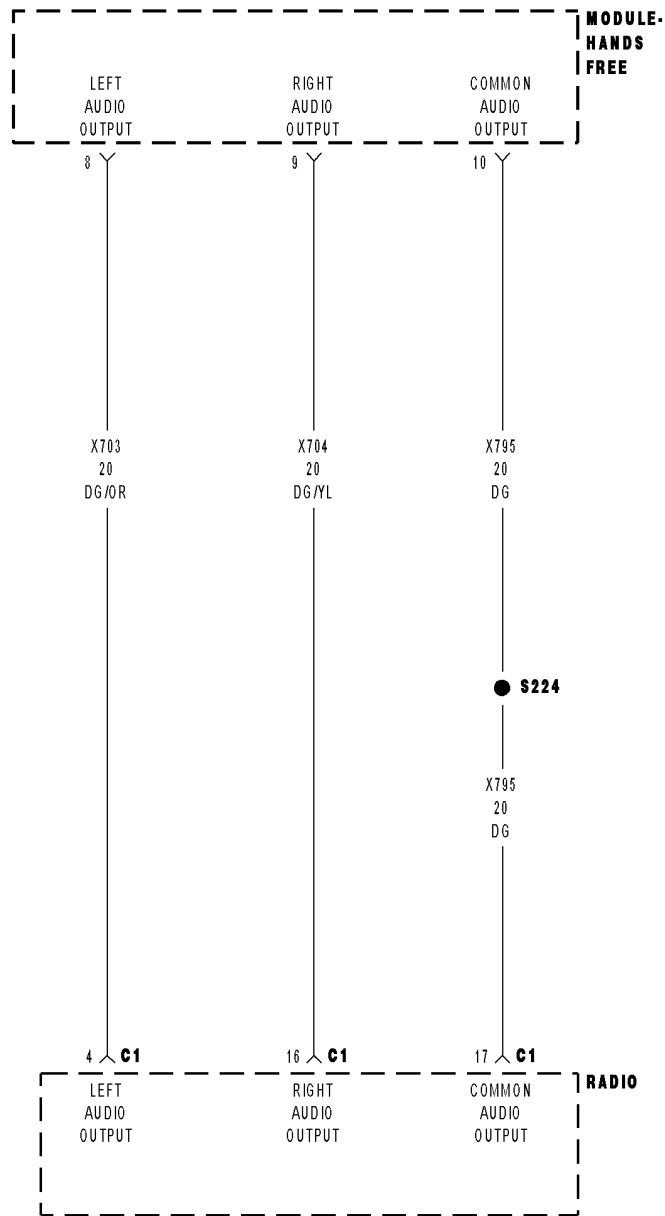 MODULE-
HANDS
FREE
LEFT
AUDIO
OUTPUT
RIGHT
AUDIO
OUTPUT
COMMON
AUDIO
OUTPUT
8
9
10
X703
20
DG/OR
X704
20
DG/YL
X795
20
DG
S224
X795
20
DG
4 C1
16 C1
17 C1
RADIO
LEFT
AUDIO
OUTPUT
RIGHT
AUDIO
OUTPUT
COMMON
AUDIO
OUTPUT